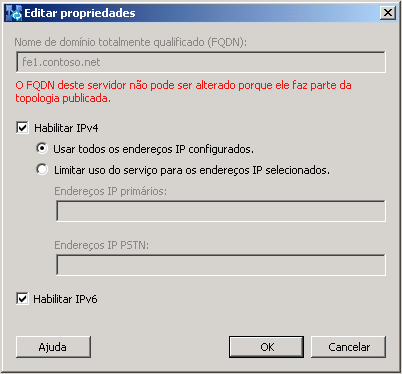 Editar propriedades
Nome de domínio totalmente qualificado (FQDN):
fe1.contoso.net
O FQDN deste servidor não pode ser alterado porque ele faz parte da
topologia publicada.
Habilitar IPv4
Usar todos os endereços IP configurados.
Limitar uso do serviço para os endereços IP selecionados.
Endereços IP primários:
Endereços IP PSTN:
Habilitar IPv6
Ajuda
OK
Cancelar